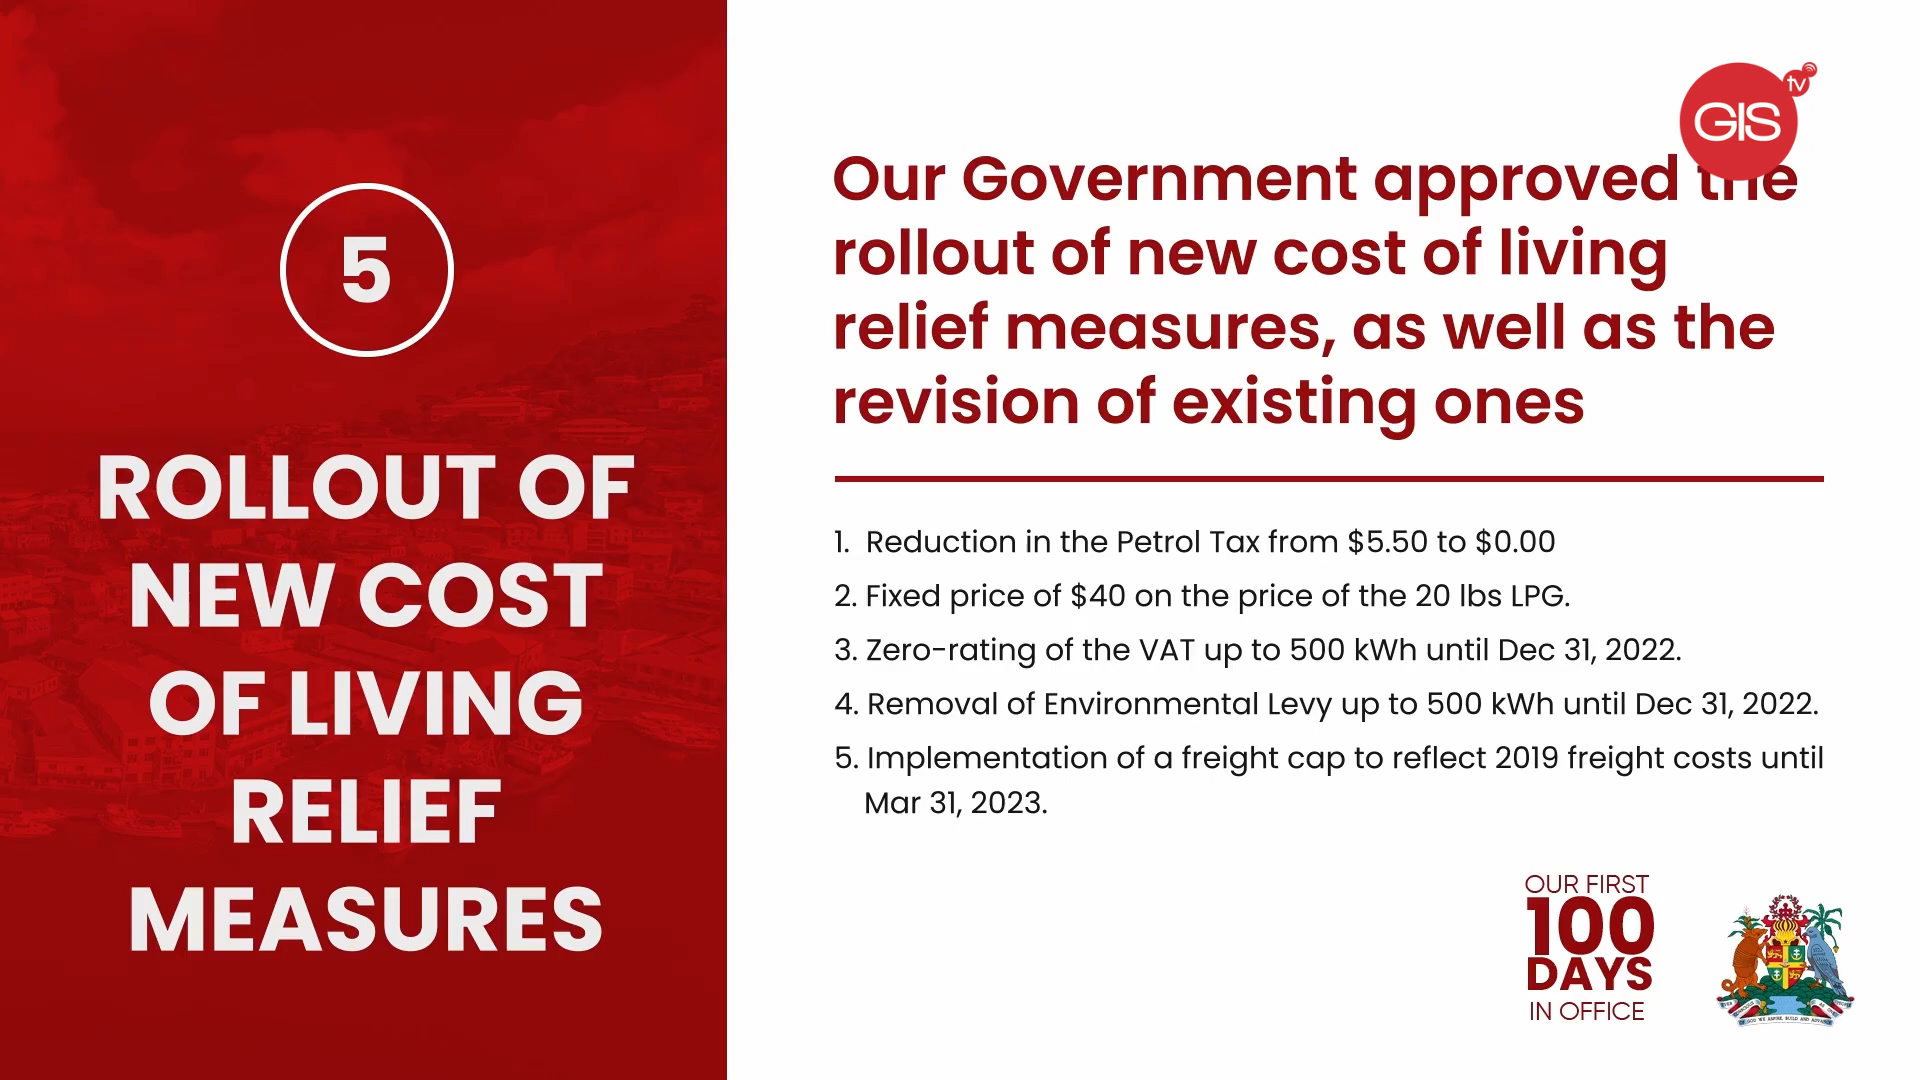 5
ROLLOUT OF
NEW COST
OF LIVING
RELIEF
MEASURES
GIS
tv
Our Government approved the
rollout of new cost of living
relief measures, as well as the
revision of existing ones
1. Reduction in the Petrol Tax from $5.50 to $0.00
2. Fixed price of $40 on the price of the 20 lbs LPG.
3. Zero-rating of the VAT up to 500 kWh until Dec 31, 2022.
4. Removal of Environmental Levy up to 500 kWh until Dec 31, 2022.
5. Implementation of a freight cap to reflect 2019 freight costs until
Mar 31, 2023.
OUR FIRST
100
DAYS
IN OFFICE